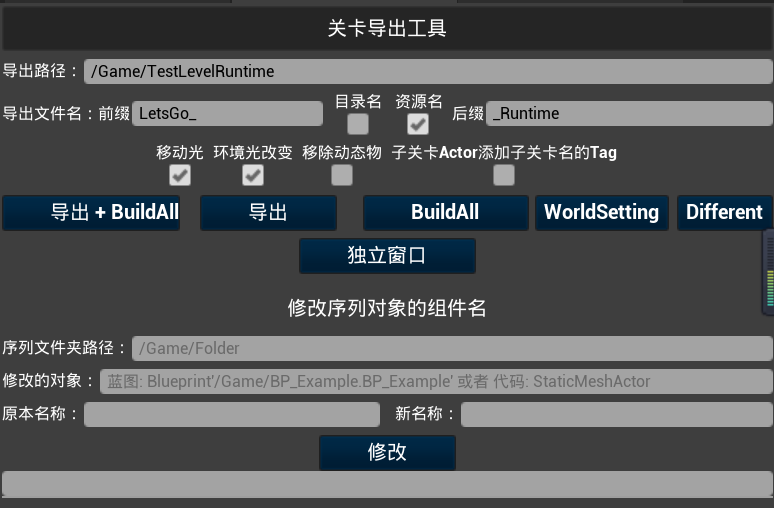 关卡导出工具
导出路径： /Game/TestLevelRuntime
目录名 资源名
导出文件名：前缀 LetsGo_ 后缀 _Runtime
移动光 环境光改变 移除动态物 子关卡Actor添加子关卡名的Tag
导出 + BuildAll 导出 BuildAll WorldSetting Different
独立窗口
修改序列对象的组件名
序列文件夹路径： /Game/Folder
修改的对象： 蓝图: Blueprint'/Game/BP_Example.BP_Example' 或者 代码: StaticMeshActor
原本名称： 新名称：
修改